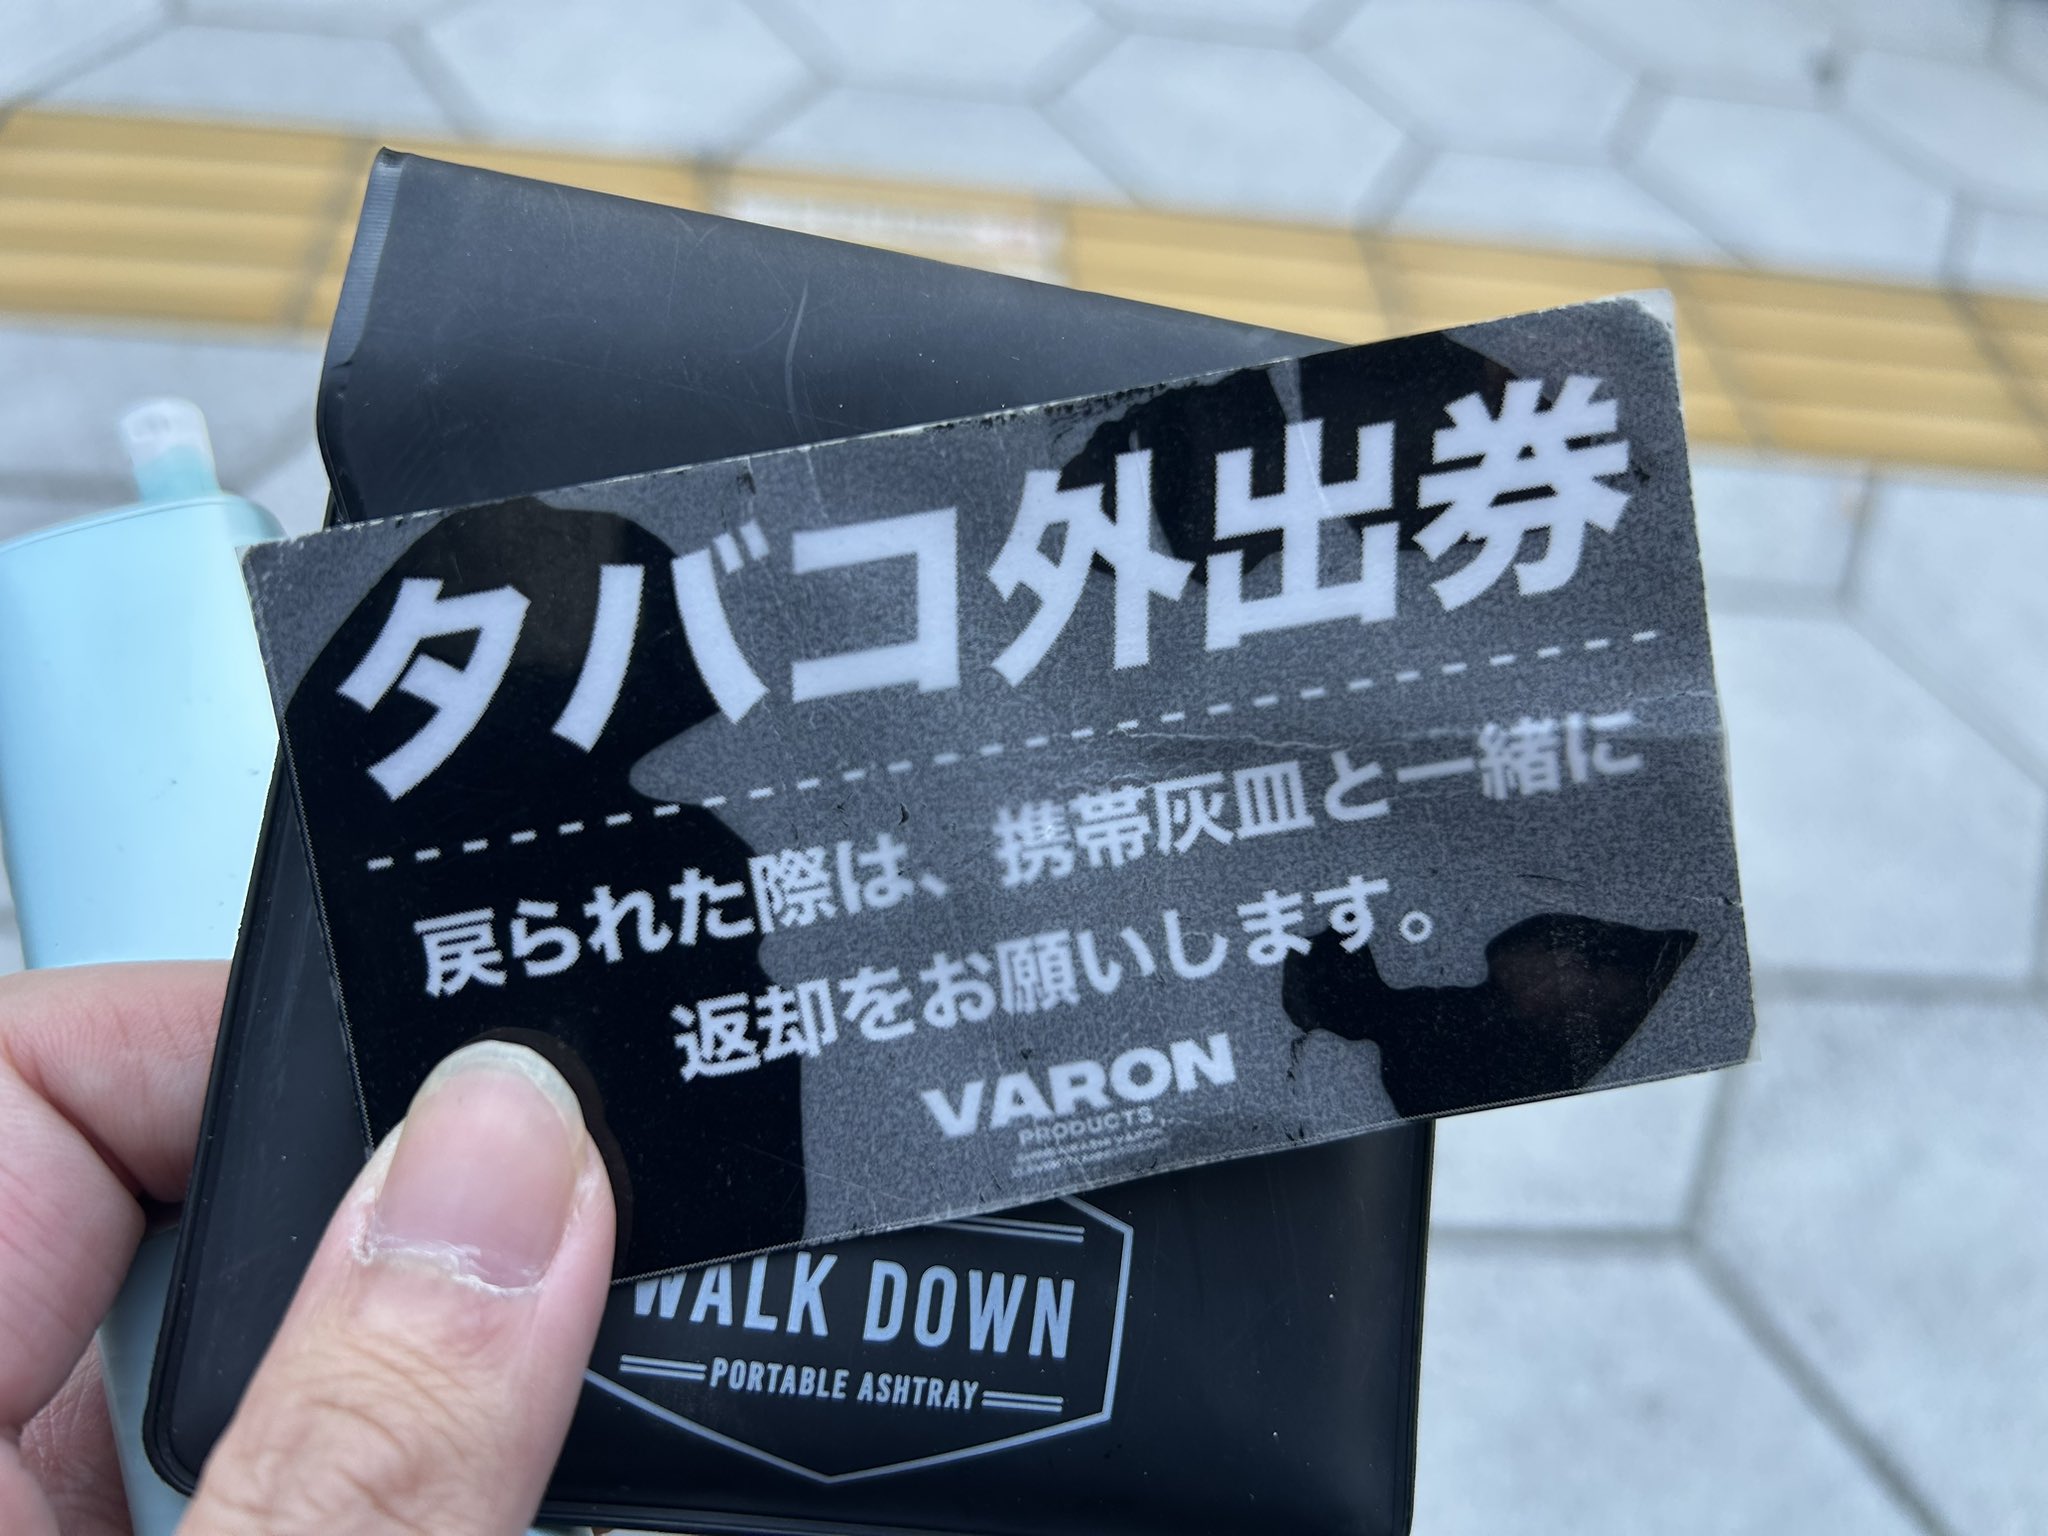 タバコ外出券
戻られた際は、携帯灰皿と一緒に
返却をお願いします。
VARON
PRODUCTS
WALK DOWN
PORTABLE ASHTRAY